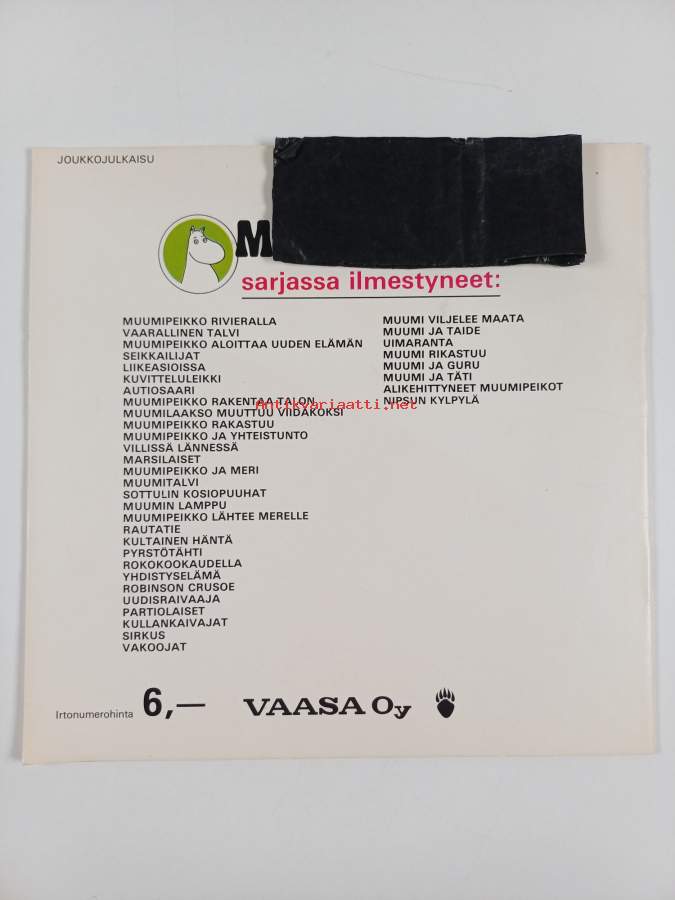 JOUKKOJULKAISU
M
sarjassa ilmestyneet:
MUUMIPEIKKO RIVIERALLA
VAARALLINEN TALVI
MUUMIPEIKKO ALOITTAA UUDEN ELÄMÄN
SEIKKAILIJAT
LIIKEASIOISSA
KUVITTELULEIKKI
AUTIOSAARI
MUUMIPEIKKO RAKENTAA TALON
MUUMILAAKSO MUUTTUU VIIDAKOKSI
MUUMIPEIKKO RAKASTUU
MUUMIPEIKKO JA YHTEISTUNTO
VILLISSÄ LÄNNESSÄ
MARSILAISET
MUUMIPEIKKO JA MERI
MUUMITALVI
SOTTULIN KOSIOPUUHAT
MUUMIN LAMPPU
MUUMIPEIKKO LÄHTEE MERELLE
RAUTATIE
KULTAINEN HÄNTÄ
PYRSTÖTÄHTI
ROKOKOOKAUDELLA
YHDISTYSELÄMÄ
ROBINSON CRUSOE
UUDISRAIVAAJA
PARTIOLAISET
KULLANKAIVAJAT
SIRKUS
VAKOOJAT
MUUMI VILJELEE MAATA
MUUMI JA TAIDE
UIMARANTA
MUUMI RIKASTUU
MUUMI JA GURU
MUUMI JA TÄTI
ALIKEHITTYNEET MUUMIPEIKOT
NIPSUN KYLPYLÄ
Antikvariaatti.net
Irtonumerohinta 6,—
VAASA Oy